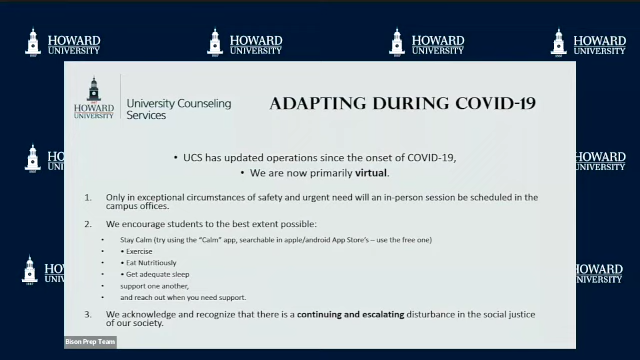 HOWARD
UNIVERSITY
HOWARD
UNIVERSITY
HOWARD
UNIVERSITY
HOWARD
UNIVERSITY
HOWARD
UNIVERSITY
University Counseling
Services
ADAPTING DURING COVID-19
• UCS has updated operations since the onset of COVID-19,
• We are now primarily virtual.
1. Only in exceptional circumstances of safety and urgent need will an in-person session be scheduled in the
campus offices.
2. We encourage students to the best extent possible:
• Stay Calm (try using the "Calm" app, searchable in apple/android App Store's – use the free one)
• • Exercise
• • Eat Nutritiously
• • Get adequate sleep
• support one another,
• and reach out when you need support.
3. We acknowledge and recognize that there is a continuing and escalating disturbance in the social justice
of our society.
HO
UNIV
HOWARD
UNIVERSITY
HO
UNIV
HOWARD
UNIVERSITY
Bison Prep Team